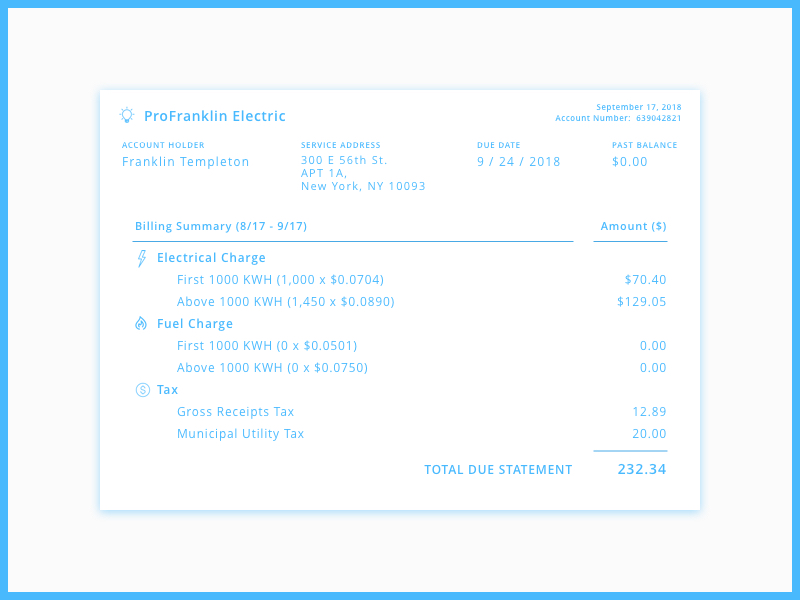 ProFranklin Electric
September 17, 2018
Account Number: 639042821
ACCOUNT HOLDER
Franklin Templeton
SERVICE ADDRESS
300 E 56th St.
APT 1A,
New York, NY 10093
DUE DATE
9 / 24 / 2018
PAST BALANCE
$0.00
Billing Summary (8/17 - 9/17) Amount ($)
Electrical Charge
First 1000 KWH (1,000 x $0.0704) $70.40
Above 1000 KWH (1,450 x $0.0890) $129.05
Fuel Charge
First 1000 KWH (0 x $0.0501) 0.00
Above 1000 KWH (0 x $0.0750) 0.00
$ Tax
Gross Receipts Tax 12.89
Municipal Utility Tax 20.00
TOTAL DUE STATEMENT 232.34